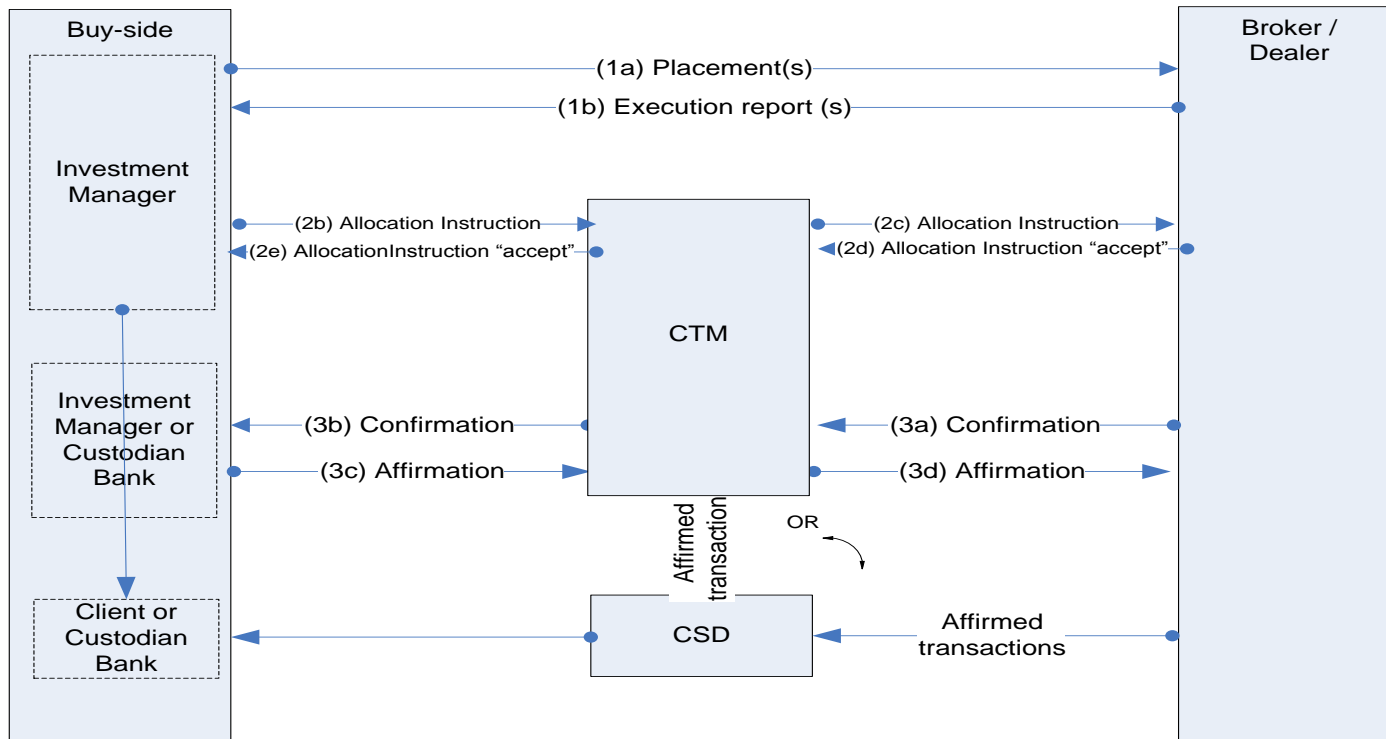 Buy-side
Broker /
Dealer
(1a) Placement(s)
(1b) Execution report (s)
Investment
Manager
(2b) Allocation Instruction
(2c) Allocation Instruction
(2e) AllocationInstruction “accept”
(2d) Allocation Instruction “accept”
CTM
Investment
Manager or
Custodian
Bank
(3b) Confirmation
(3a) Confirmation
(3c) Affirmation
(3d) Affirmation
Affirmed
transaction
OR
Client or
Custodian
Bank
CSD
Affirmed
transactions